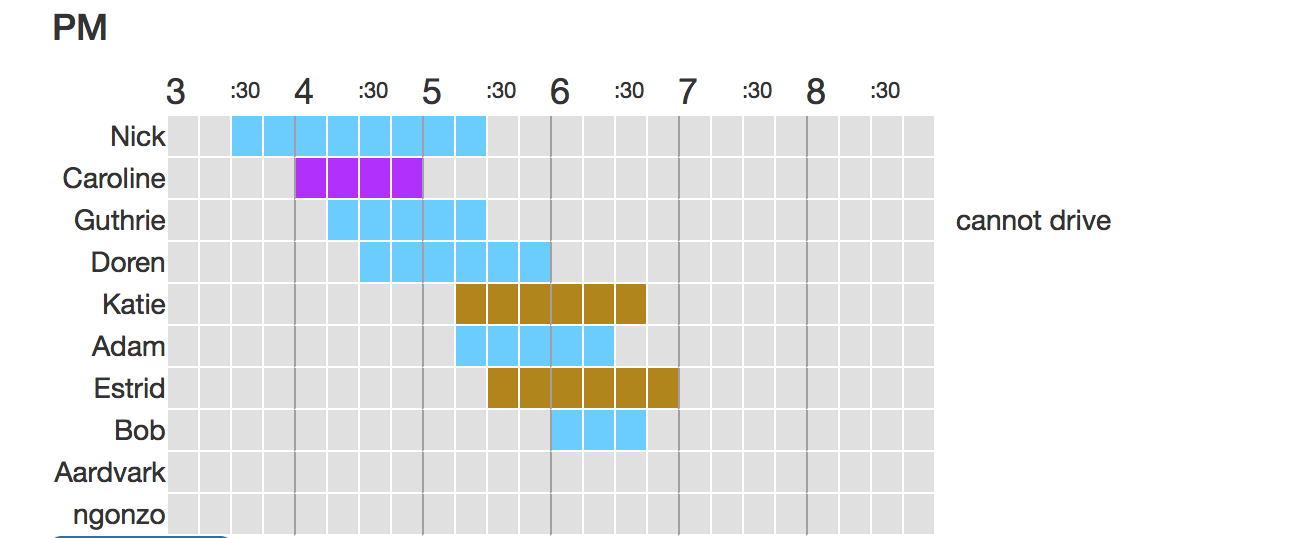 PM
3 :30 4 :30 5 :30 6 :30 7 :30 8 :30
Nick
Caroline
Guthrie cannot drive
Doren
Katie
Adam
Estrid
Bob
Aardvark
ngonzo